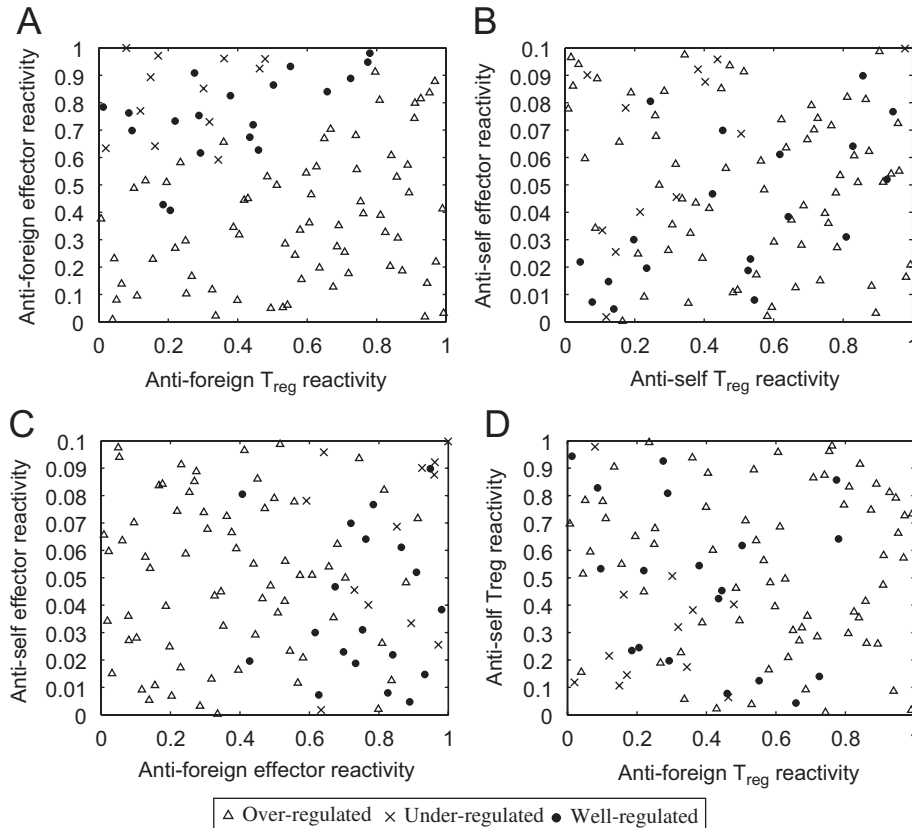 A
Anti-foreign effector reactivity
1
0.9
0.8
0.7
0.6
0.5
0.4
0.3
0.2
0.1
0
0 0.2 0.4 0.6 0.8 1
Anti-foreign Treg reactivity
B
Anti-self effector reactivity
0.1
0.09
0.08
0.07
0.06
0.05
0.04
0.03
0.02
0.01
0
0 0.2 0.4 0.6 0.8 1
Anti-self Treg reactivity
C
Anti-self effector reactivity
0.1
0.09
0.08
0.07
0.06
0.05
0.04
0.03
0.02
0.01
0
0 0.2 0.4 0.6 0.8 1
Anti-foreign effector reactivity
D
Anti-self Treg reactivity
1
0.9
0.8
0.7
0.6
0.5
0.4
0.3
0.2
0.1
0
0 0.2 0.4 0.6 0.8 1
Anti-foreign Treg reactivity
Over-regulated Under-regulated Well-regulated